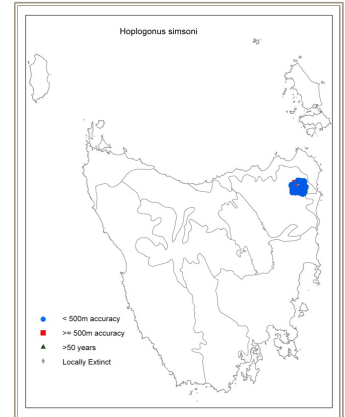 Hoplogonus simsoni
< 500m accuracy
>= 500m accuracy
>50 years
Locally Extinct